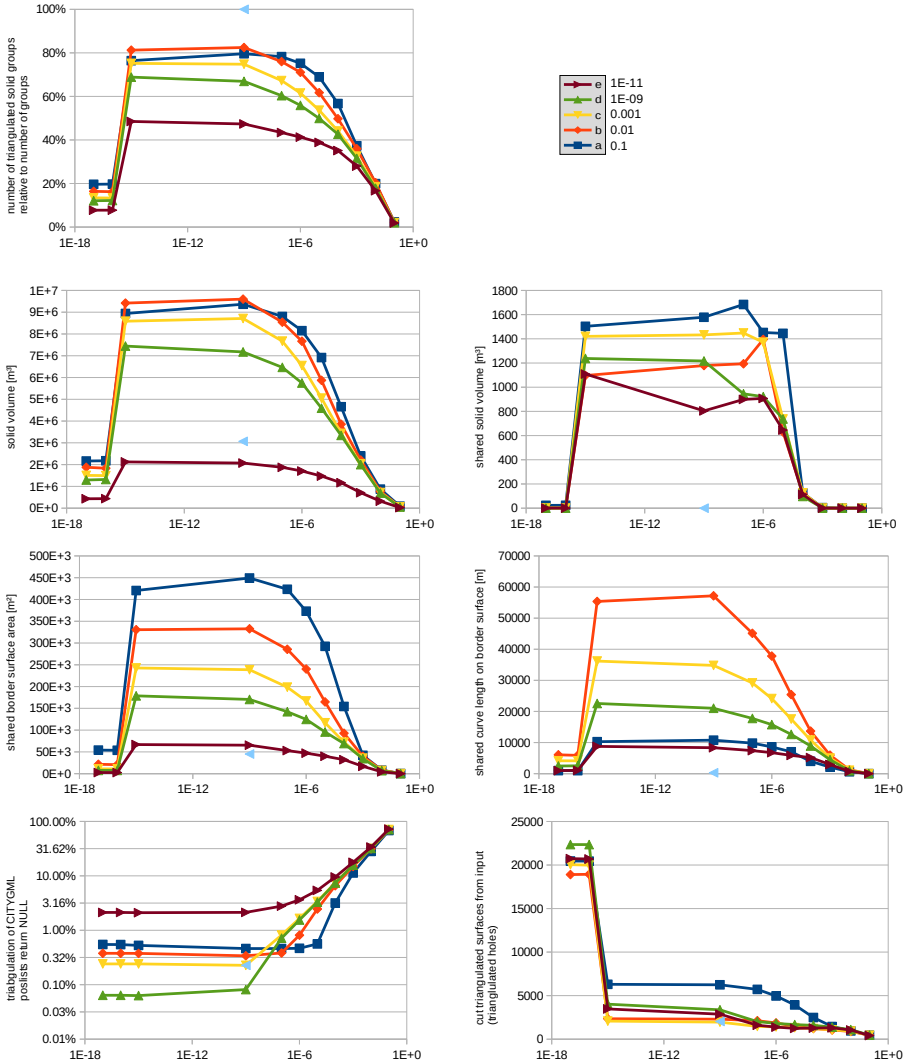 number of triangulated solid groups
relative to number of groups
100%
80%
60%
40%
20%
0%
1E-18
1E-12
1E-6
1E+0
e 1E-11
d 1E-09
c 0.001
b 0.01
a 0.1
solid volume [m³]
1E+7
9E+6
8E+6
7E+6
6E+6
5E+6
4E+6
3E+6
2E+6
1E+6
0E+0
1E-18
1E-12
1E-6
1E+0
shared solid volume [m³]
1800
1600
1400
1200
1000
800
600
400
200
0
1E-18
1E-12
1E-6
1E+0
shared border surface area [m²]
500E+3
450E+3
400E+3
350E+3
300E+3
250E+3
200E+3
150E+3
100E+3
50E+3
0E+0
1E-18
1E-12
1E-6
1E+0
shared curve length on border surface [m]
70000
60000
50000
40000
30000
20000
10000
0
1E-18
1E-12
1E-6
1E+0
triabgulation of CITYGML
poslists return NULL
100.00%
31.62%
10.00%
3.16%
1.00%
0.32%
0.10%
0.03%
0.01%
1E-18
1E-12
1E-6
1E+0
cut triangulated surfaces from input
(trianglulated holes)
25000
20000
15000
10000
5000
0
1E-18
1E-12
1E-6
1E+0